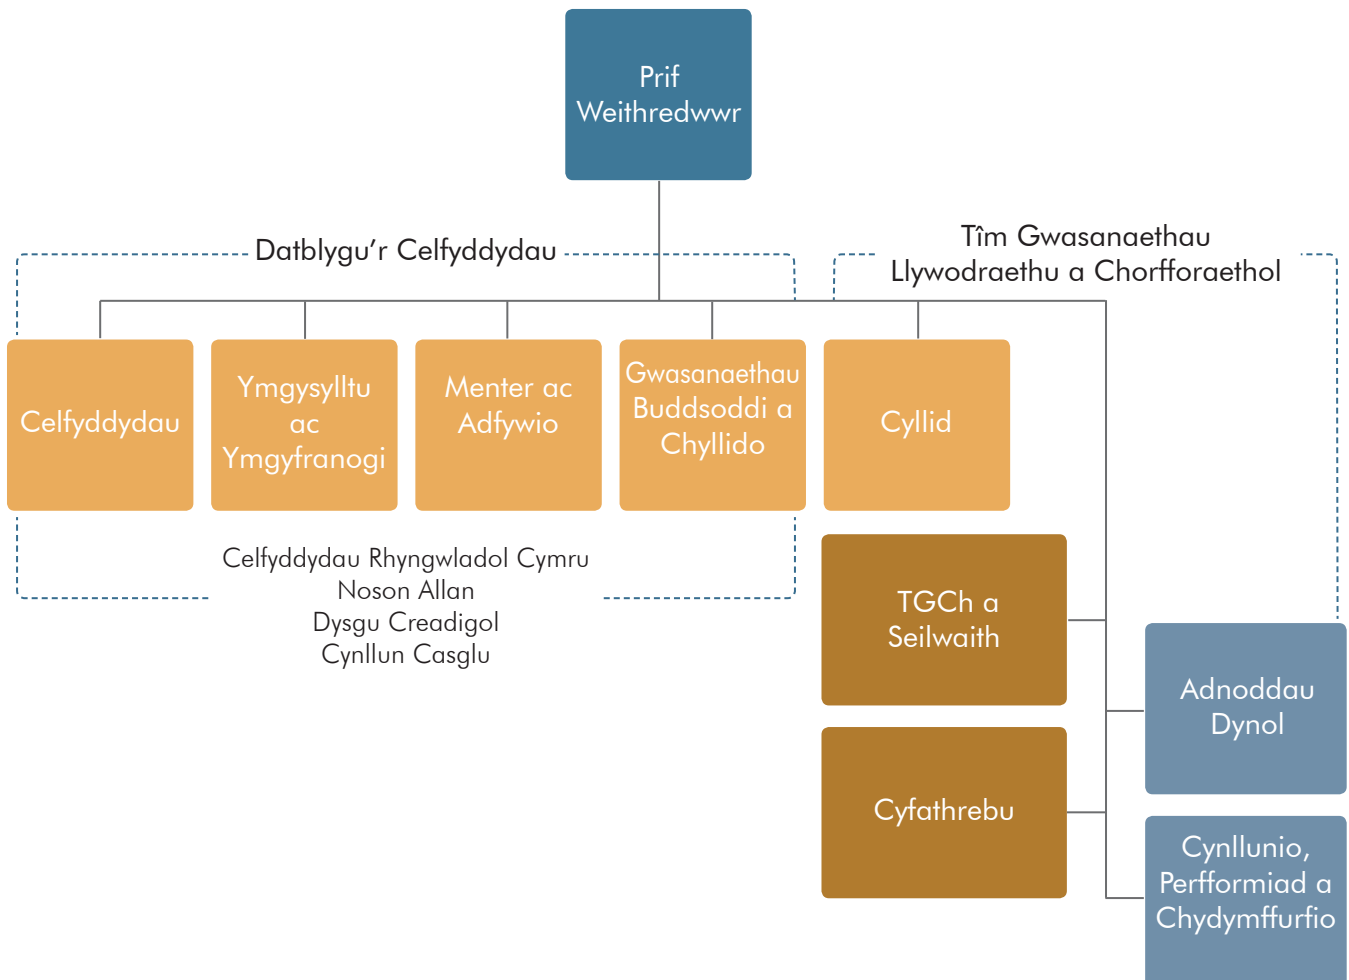 Prif
Weithredwwr
Datblygu’r Celfyddydau
Tîm Gwasanaethau
Llywodraethu a Chorfforaethol
Celfyddydau
Ymgysylltu
ac
Ymgyfranogi
Menter ac
Adfywio
Gwasanaethau
Buddsoddi a
Chyllido
Cyllid
Celfyddydau Rhyngwladol Cymru
Noson Allan
Dysgu Creadigol
Cynllun Casglu
TGCh a
Seilwaith
Adnoddau
Dynol
Cyfathrebu
Cynllunio,
Perfformiad a
Chydymffurfio